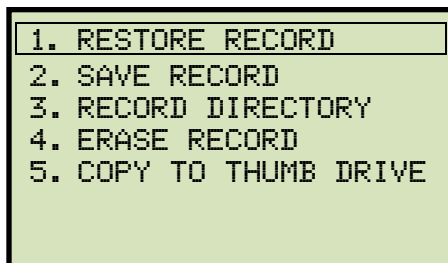 1. RESTORE RECORD
2. SAVE RECORD
3. RECORD DIRECTORY
4. ERASE RECORD
5. COPY TO THUMB DRIVE